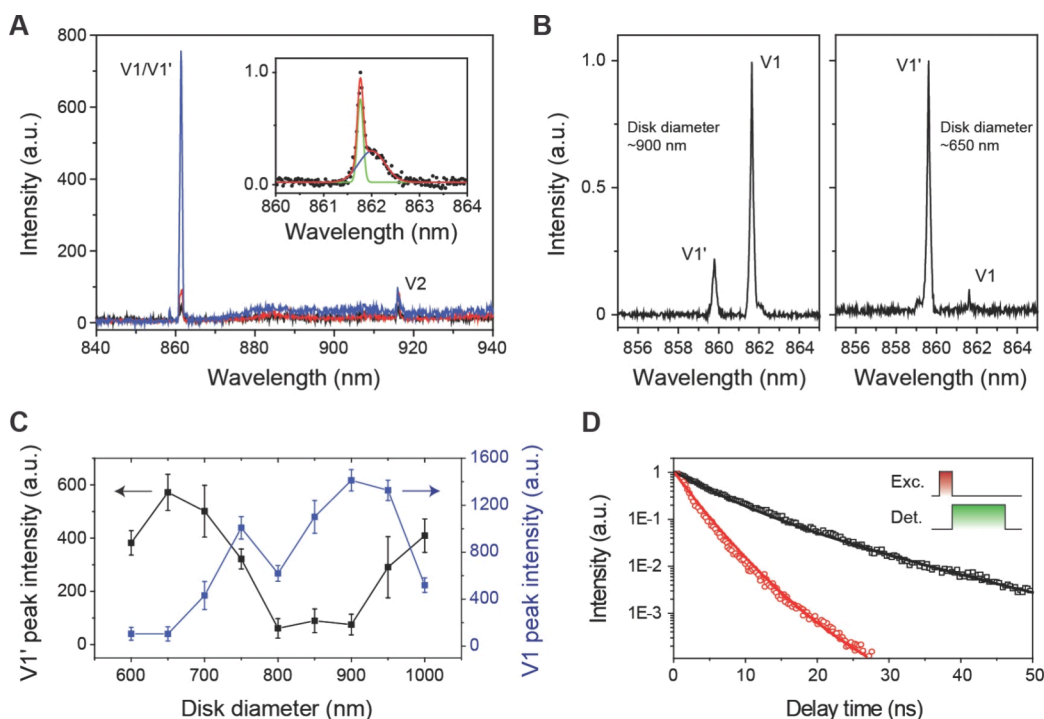 A
Intensity (a.u.)
800
600
400
200
0
V1/V1'
V2
840
860
880
900
920
940
Wavelength (nm)
1.0
0.0
860
861
862
863
864
Wavelength (nm)
B
Intensity (a.u.)
1.0
0.5
0
V1
Disk diameter
~900 nm
V1'
856
858
860
862
864
V1'
Disk diameter
~650 nm
V1
856
858
860
862
864
Wavelength (nm)
C
V1' peak intensity (a.u.)
600
400
200
0
V1 peak intensity (a.u.)
1600
1200
800
400
0
600
700
800
900
1000
Disk diameter (nm)
D
Intensity (a.u.)
1
1E-1
1E-2
1E-3
Exc.
Det.
0
10
20
30
40
50
Delay time (ns)